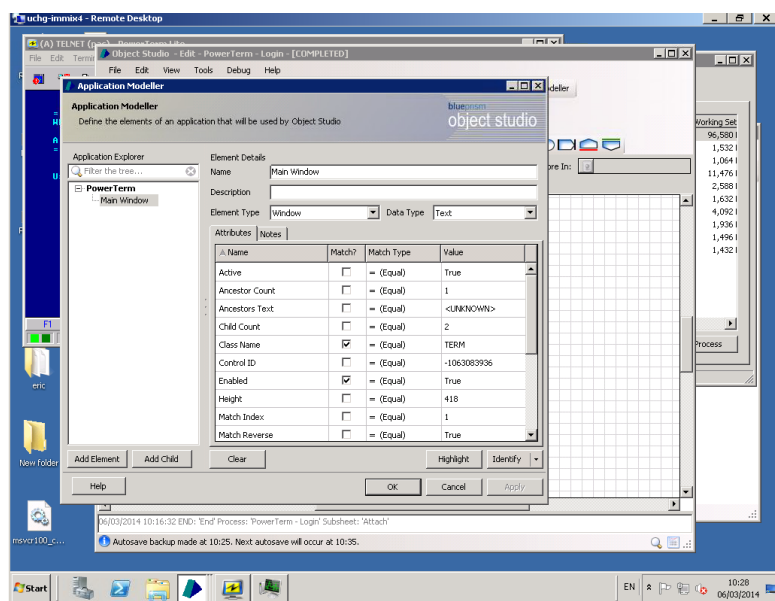 uchg-immix4 - Remote Desktop
(A) TELNET
PowerTerm Lite
File Edit
Object Studio - Edit - PowerTerm - Login - [COMPLETED]
File Edit View Tools Debug Help
Application Modeller
Application Modeller
Define the elements of an application that will be used by Object Studio
blueprism
object studio
Application Explorer
Filter the tree...
PowerTerm
Main Window
Element Details
Name Main Window
Description
Element Type Window Data Type Text
Attributes Notes
Name Match? Match Type Value
Active = (Equal) True
Ancestor Count = (Equal) 1
Ancestors Text = (Equal) <UNKNOWN>
Child Count = (Equal) 2
Class Name = (Equal) TERM
Control ID = (Equal) -1063083936
Enabled = (Equal) True
Height = (Equal) 418
Match Index = (Equal) 1
Match Reverse = (Equal) True
Add Element Add Child Clear Highlight Identify
Help OK Cancel Apply
In:
Working Set
96,580
1,532
1,064
11,476
2,588
1,632
4,092
1,936
1,496
1,432
Process
F1
eric
New folder
msvcr100_c...
06/03/2014 10:16:32 END: 'End' Process: 'PowerTerm - Login' Subsheet: 'Attach'
Autosave backup made at 10:25. Next autosave will occur at 10:35.
Start
EN
10:28
06/03/2014